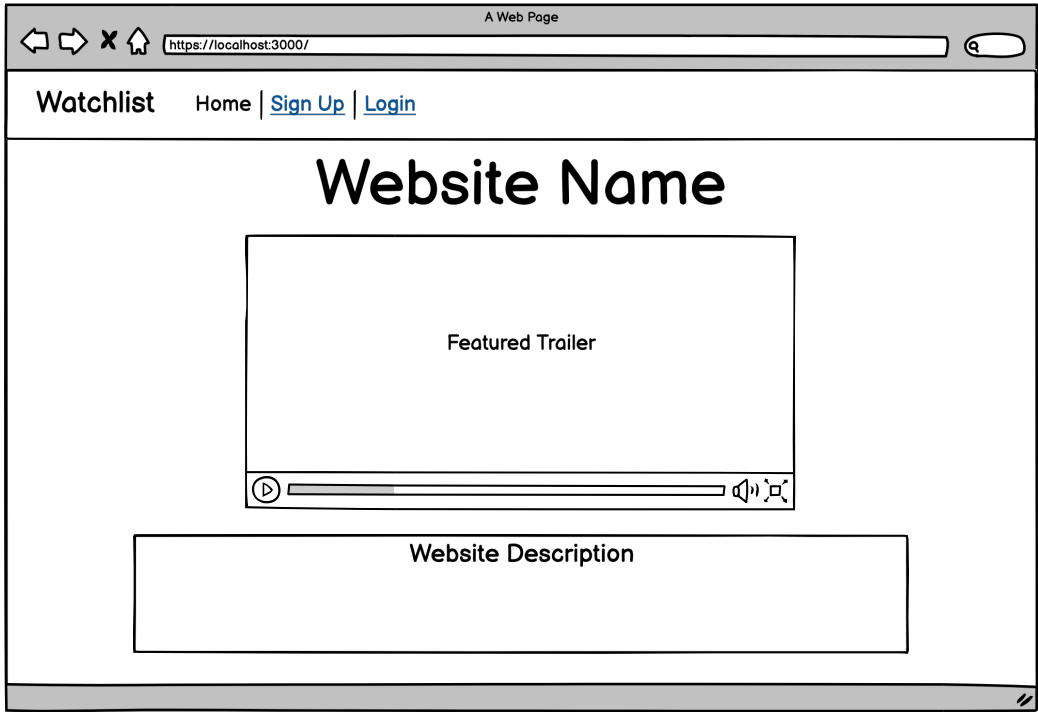 A Web Page
https://localhost:3000/
Watchlist Home | Sign Up | Login
Website Name
Featured Trailer
Website Description